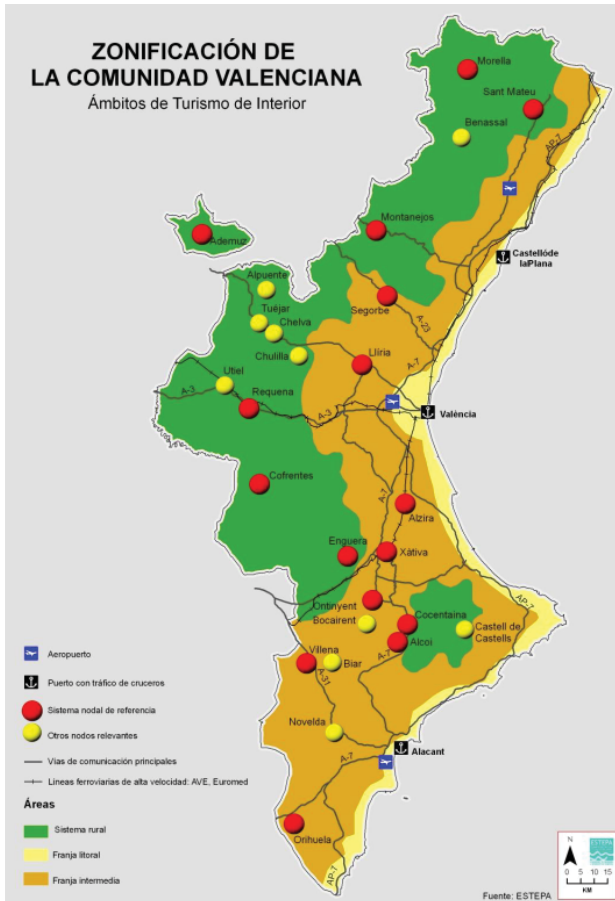 ZONIFICACIÓN DE
LA COMUNIDAD VALENCIANA
Ámbitos de Turismo de Interior
Morella
Sant Mateu
Benassal
AP-7
Montanejos
Ademuz
Castellóde
laPlana
Alpuente
Tuéjar
Chelva
Segorbe
A-23
Chulilla
Llíria
A-7
Utiel
A-3
Requena
A-3
València
Cofrentes
A-7
Alzira
Enguera
Xátiva
Ontinyent
Bocairent
Cocentaina
AP-7
Castell de
Castells
Alcoi
A-7
Villena
Biar
A-31
Novelda
Alacant
A-7
Orihuela
AP-7
Aeropuerto
Puerto con tráfico de cruceros
Sistema nodal de referencia
Otros nodos relevantes
Vías de comunicación principales
Líneas ferroviarias de alta velocidad: AVE, Euromed
Áreas
Sistema rural
Franja litoral
Franja intermedia
N
ESTEPA
0 5 10 15
KM
Fuente: ESTEPA